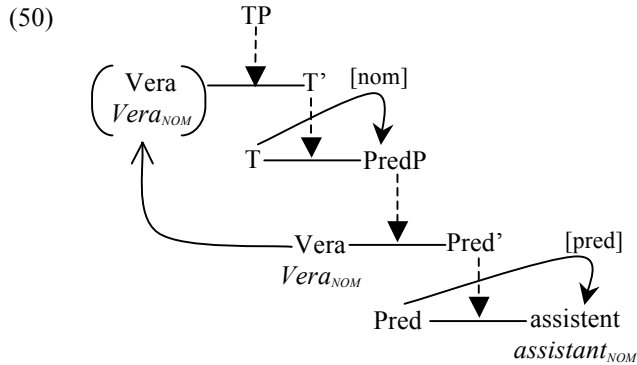 (50) TP
Vera T’ [nom]
Vera_NOM
T PredP
Vera Pred’ [pred]
Vera_NOM
Pred assistent
assistant_NOM